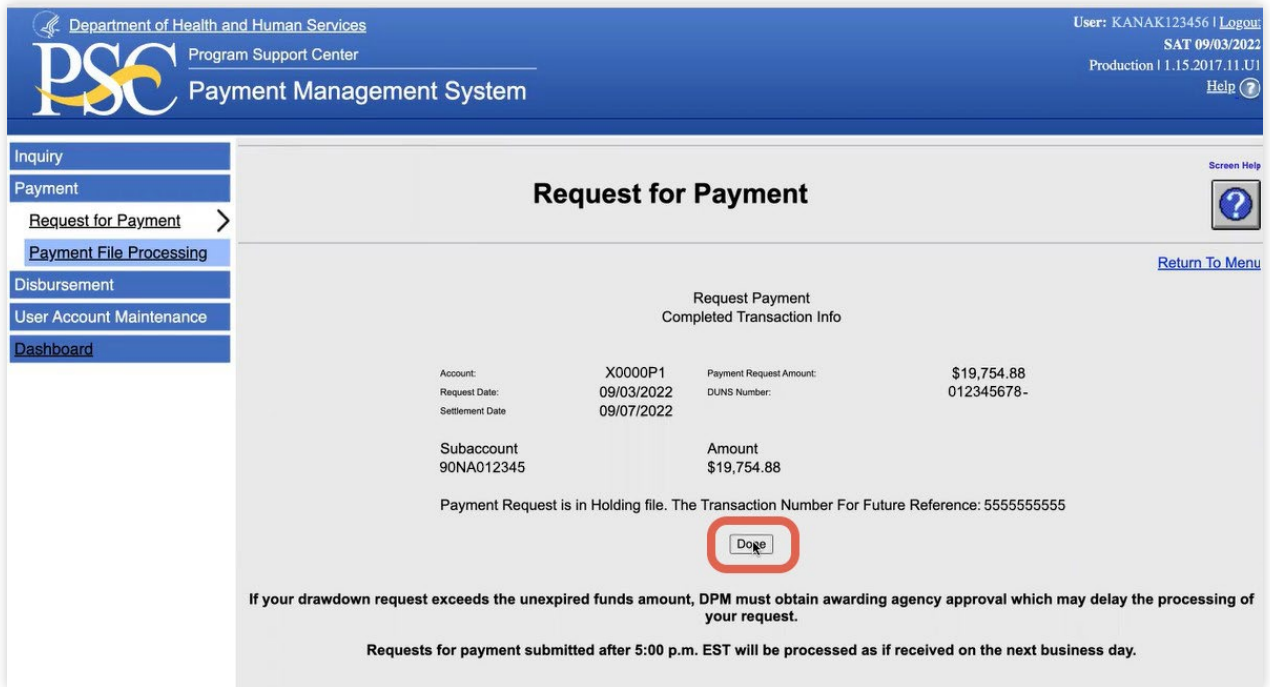 Department of Health and Human Services
PSC
Program Support Center
Payment Management System
User: KANAK123456 | Logout
SAT 09/03/2022
Production | 1.15.2017.11.U1
Help ?
Inquiry
Payment
Request for Payment
Payment File Processing
Disbursement
User Account Maintenance
Dashboard
Screen Help
Request for Payment
?
Return To Menu
Request Payment
Completed Transaction Info
Account: X0000P1 Payment Request Amount: $19,754.88
Request Date: 09/03/2022 DUNS Number: 012345678-
Settlement Date 09/07/2022
Subaccount Amount
90NA012345 $19,754.88
Payment Request is in Holding file. The Transaction Number For Future Reference: 5555555555
Done
If your drawdown request exceeds the unexpired funds amount, DPM must obtain awarding agency approval which may delay the processing of
your request.
Requests for payment submitted after 5:00 p.m. EST will be processed as if received on the next business day.